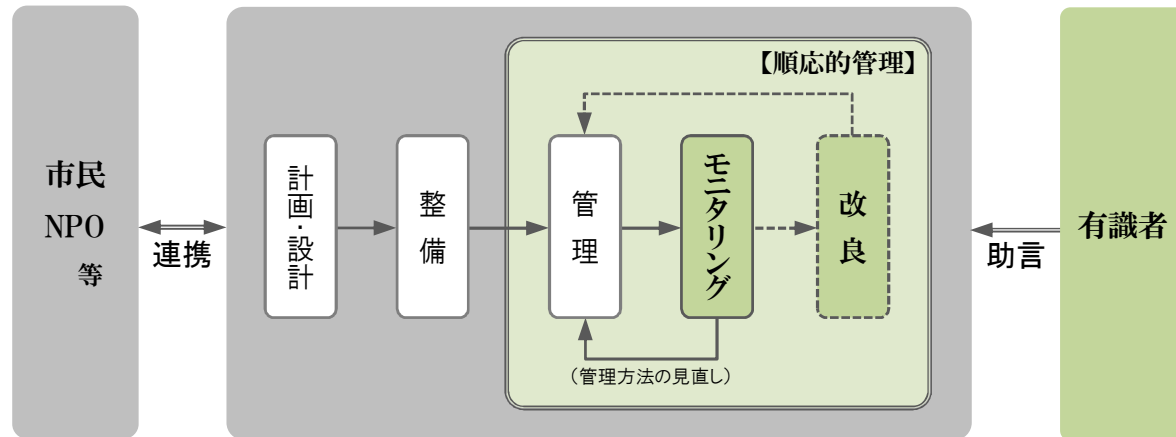 市民
NPO
等
連携
計画・設計
整備
【順応的管理】
管理
モニタリング
改良
（管理方法の見直し）
助言
有識者